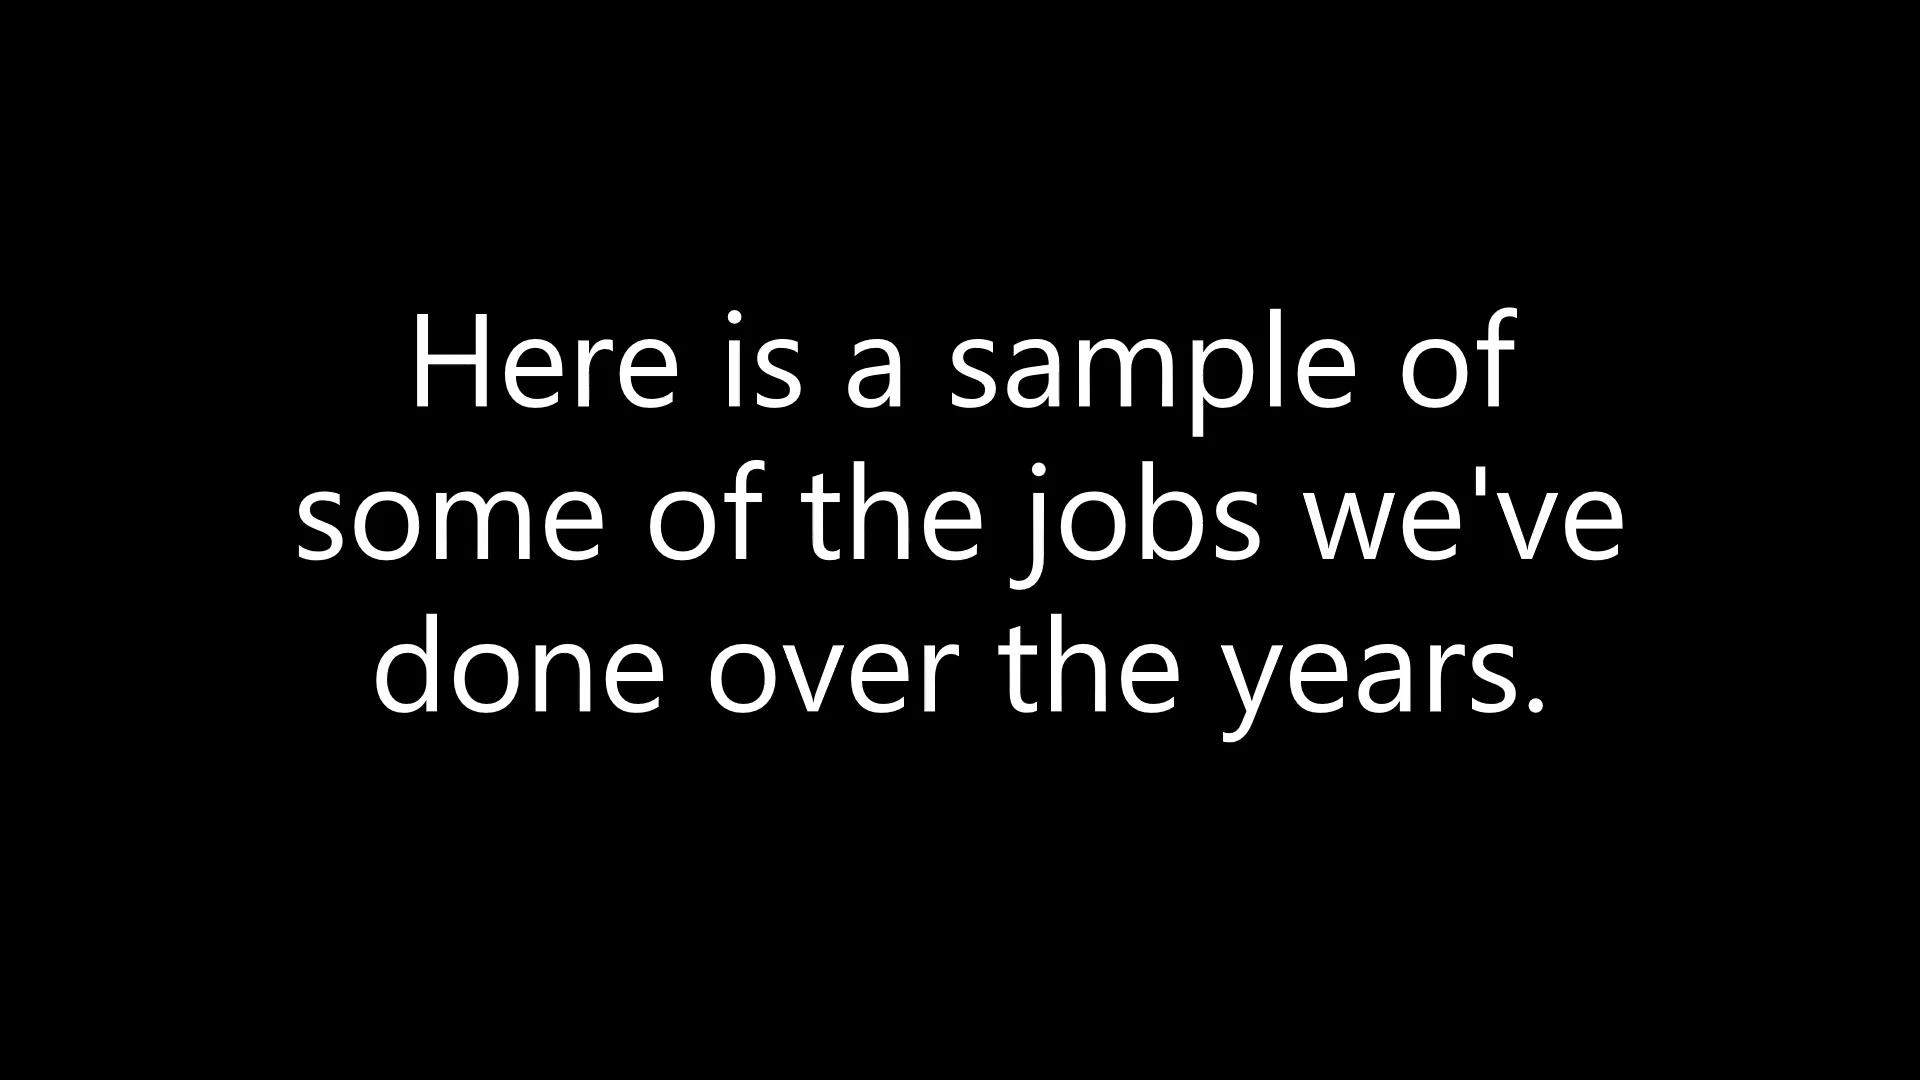 Here is a sample of
some of the jobs we've
done over the years.